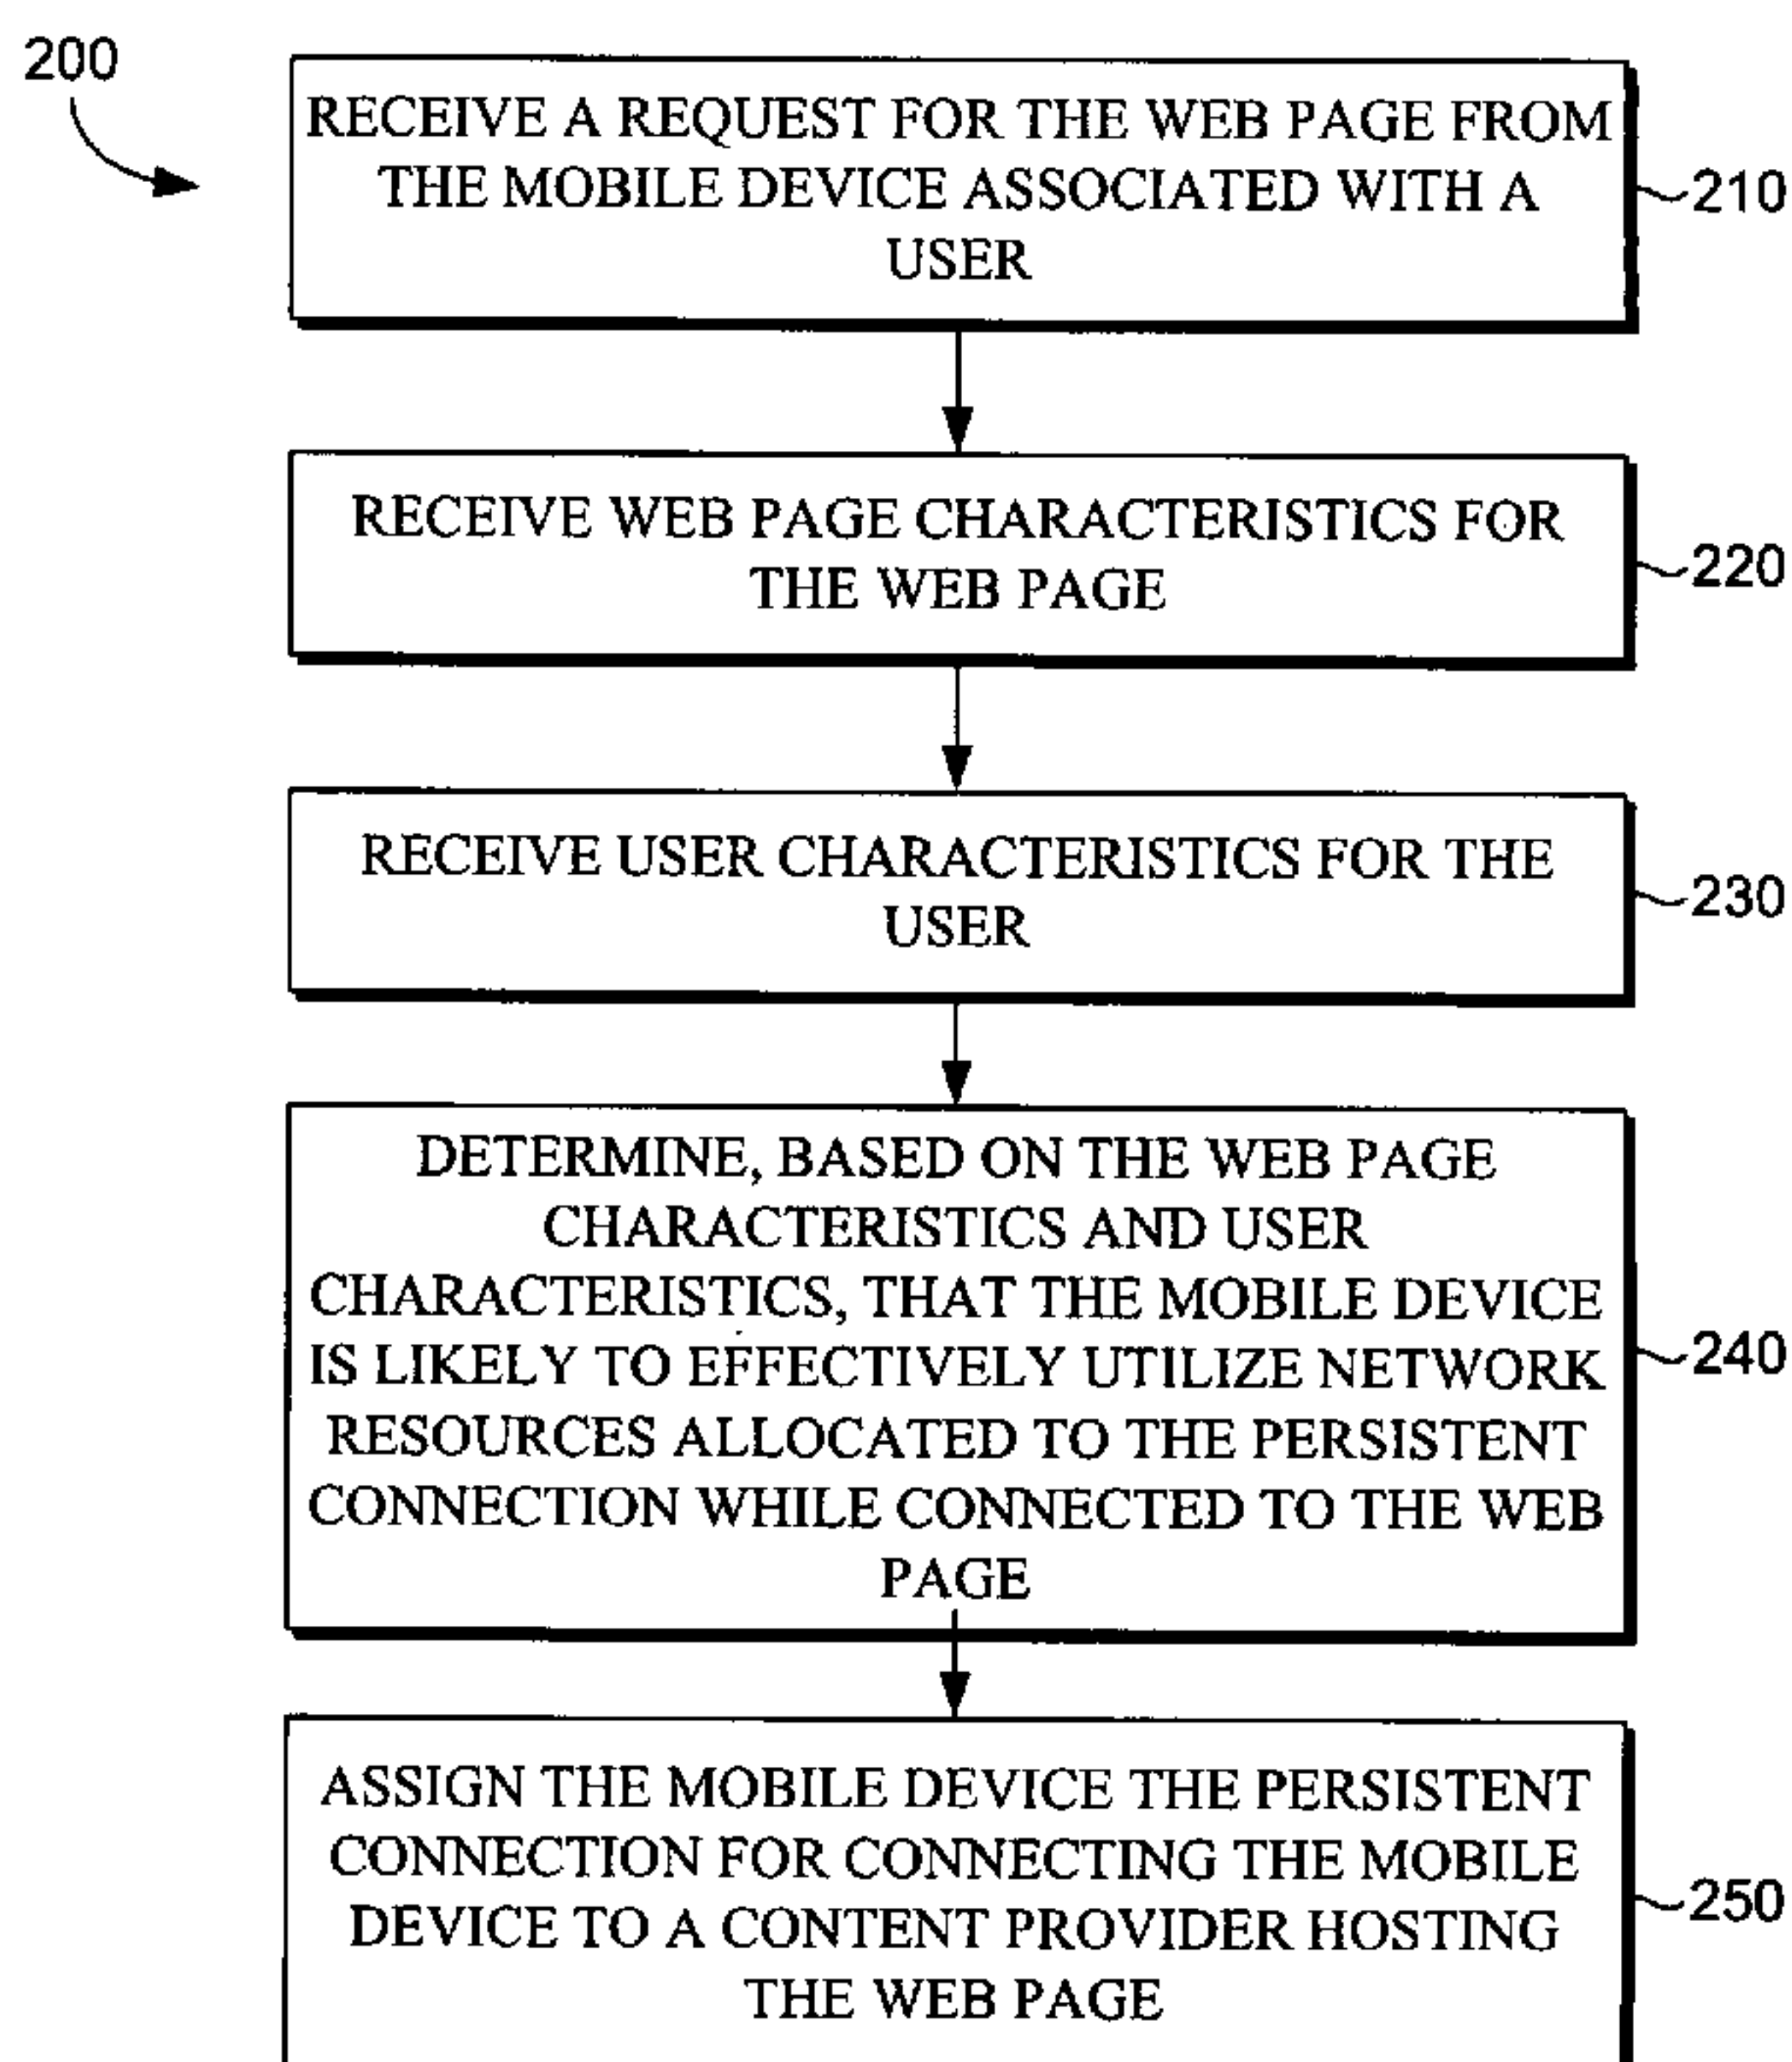 200
RECEIVE A REQUEST FOR THE WEB PAGE FROM
THE MOBILE DEVICE ASSOCIATED WITH A
USER
210
RECEIVE WEB PAGE CHARACTERISTICS FOR
THE WEB PAGE
220
RECEIVE USER CHARACTERISTICS FOR THE
USER
230
DETERMINE, BASED ON THE WEB PAGE
CHARACTERISTICS AND USER
CHARACTERISTICS, THAT THE MOBILE DEVICE
IS LIKELY TO EFFECTIVELY UTILIZE NETWORK
RESOURCES ALLOCATED TO THE PERSISTENT
CONNECTION WHILE CONNECTED TO THE WEB
PAGE
240
ASSIGN THE MOBILE DEVICE THE PERSISTENT
CONNECTION FOR CONNECTING THE MOBILE
DEVICE TO A CONTENT PROVIDER HOSTING
THE WEB PAGE
250